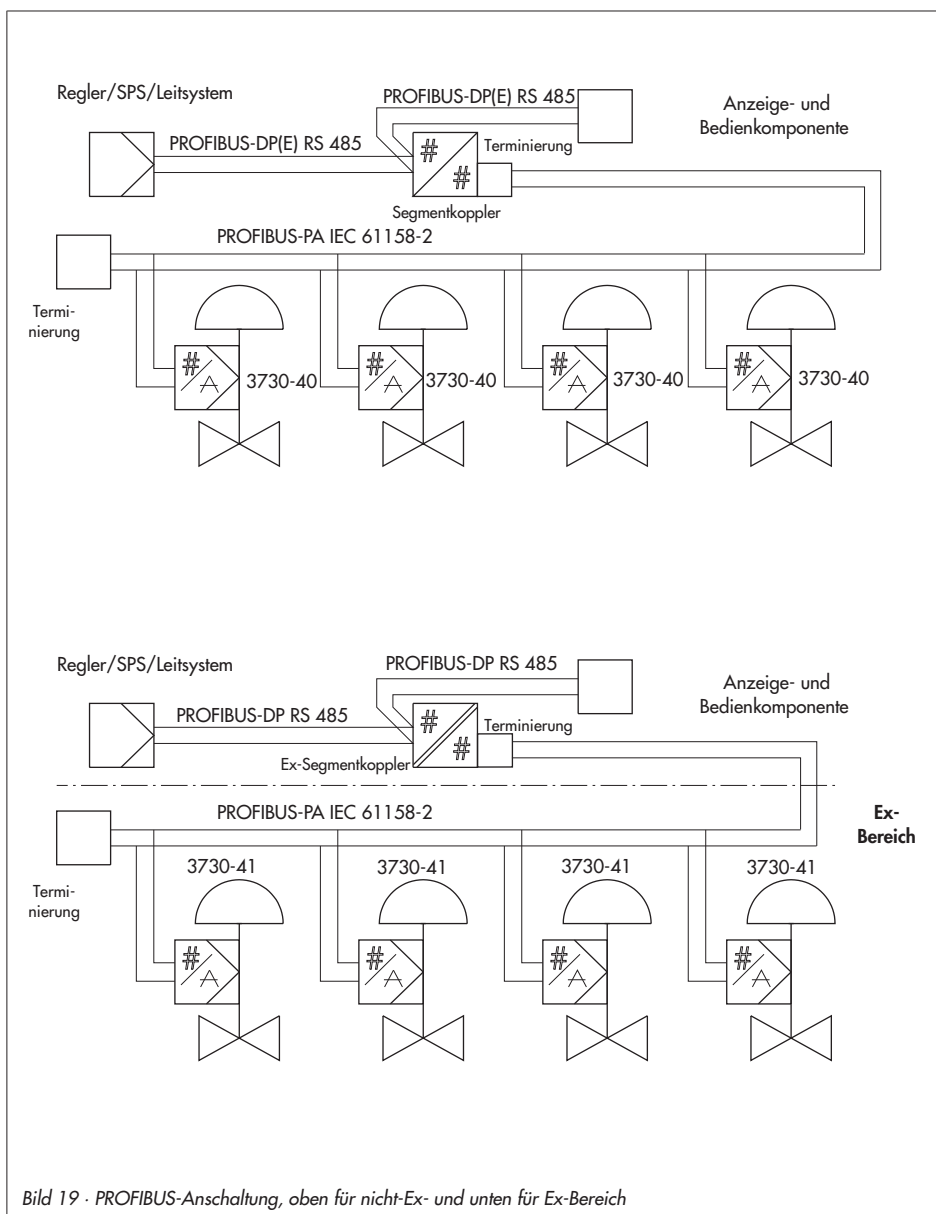 Regler/SPS/Leitsystem
PROFIBUS-DP(E) RS 485
Anzeige- und
Bedienkomponente
PROFIBUS-DP(E) RS 485
Terminierung
#
#
Segmentkoppler
PROFIBUS-PA IEC 61158-2
Termi-
nierung
#
A
3730-40
#
A
3730-40
#
A
3730-40
#
A
3730-40
Regler/SPS/Leitsystem
PROFIBUS-DP RS 485
Anzeige- und
Bedienkomponente
PROFIBUS-DP RS 485
Terminierung
#
#
Ex-Segmentkoppler
PROFIBUS-PA IEC 61158-2
Ex-
Bereich
Termi-
nierung
3730-41
3730-41
3730-41
3730-41
#
A
#
A
#
A
#
A
Bild 19 · PROFIBUS-Anschaltung, oben für nicht-Ex- und unten für Ex-Bereich